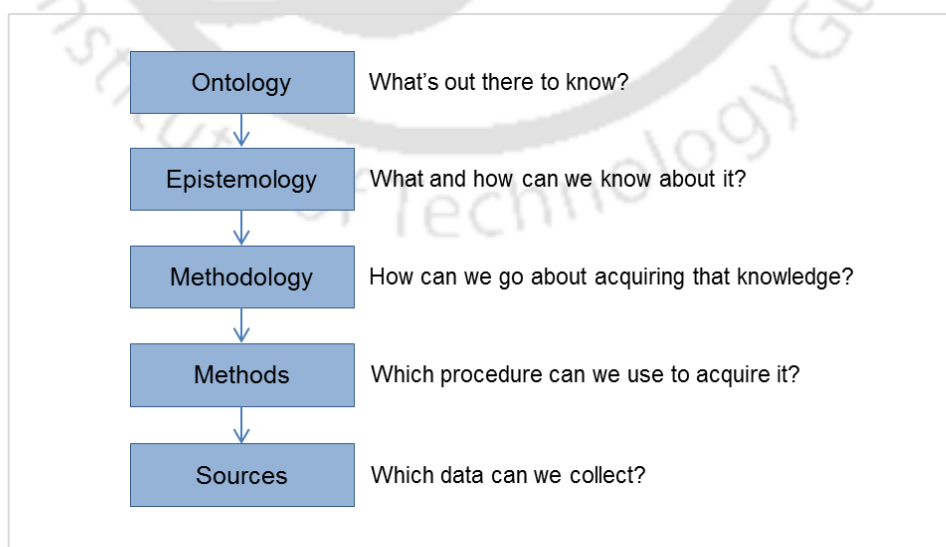 Ontology What's out there to know?
Epistemology What and how can we know about it?
Methodology How can we go about acquiring that knowledge?
Methods Which procedure can we use to acquire it?
Sources Which data can we collect?
of Technology